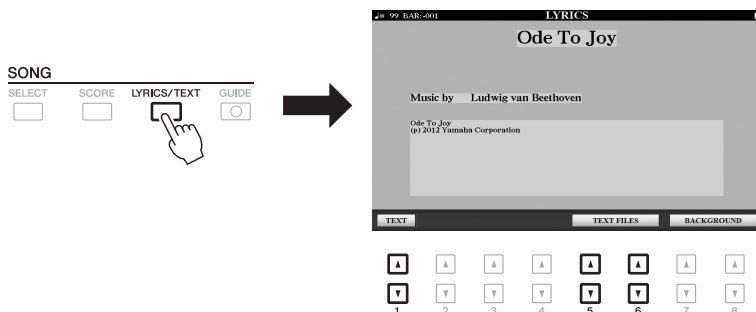 SONG
SELECT SCORE LYRICS/TEXT GUIDE
♩= 99 BAR:-001 LYRICS
Ode To Joy
Music by Ludwig van Beethoven
Ode To Joy
(p) 2012 Yamaha Corporation
TEXT TEXT FILES BACKGROUND
1 2 3 4 5 6 7 8